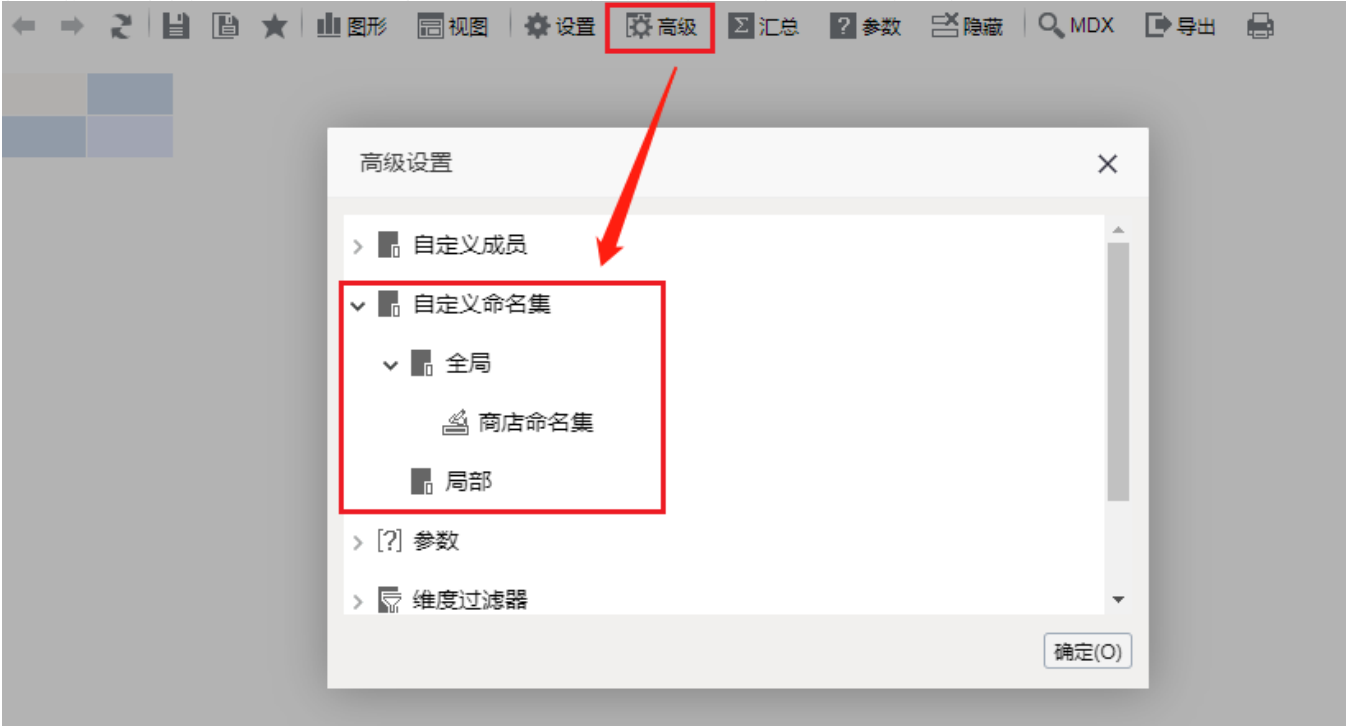 图形 视图 设置 高级 汇总 参数 隐藏 MDX 导出
高级设置
自定义成员
自定义命名集
全局
商店命名集
局部
[?] 参数
维度过滤器
确定(O)